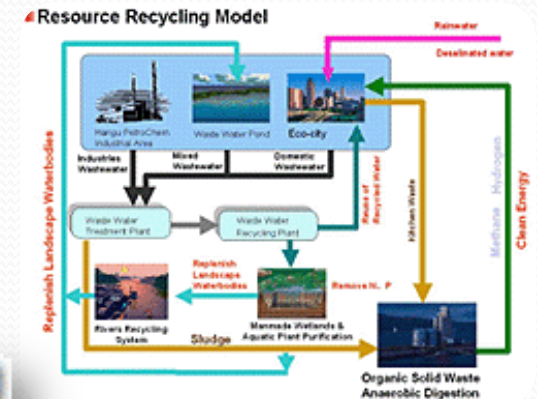 Resource Recycling Model
Rainwater
Desalinated water
Hangu PetroChem
Industrial Area
Waste Water Pond
Eco-city
Industries
Wastewater
Mixed
Wastewater
Domestic
Wastewater
Waste Water
Treatment Plant
Waste Water
Recycling Plant
Reuse of
Recycled Water
Kitchen Waste
Methane Hydrogen
Clean Energy
Replenish Landscape Waterbodies
Replenish
Landscape
Waterbodies
Remove N, P
Rivers Recycling
System
Sludge
Manmade Wetlands &
Aquatic Plant Purification
Organic Solid Waste
Anaerobic Digestion